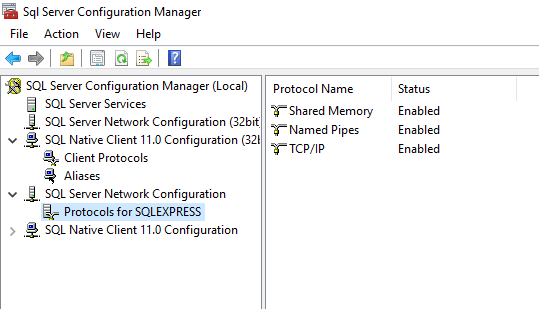 Sql Server Configuration Manager
File Action View Help
SQL Server Configuration Manager (Local)
SQL Server Services
SQL Server Network Configuration (32bit)
SQL Native Client 11.0 Configuration (32b
Client Protocols
Aliases
SQL Server Network Configuration
Protocols for SQLEXPRESS
SQL Native Client 11.0 Configuration
Protocol Name Status
Shared Memory Enabled
Named Pipes Enabled
TCP/IP Enabled